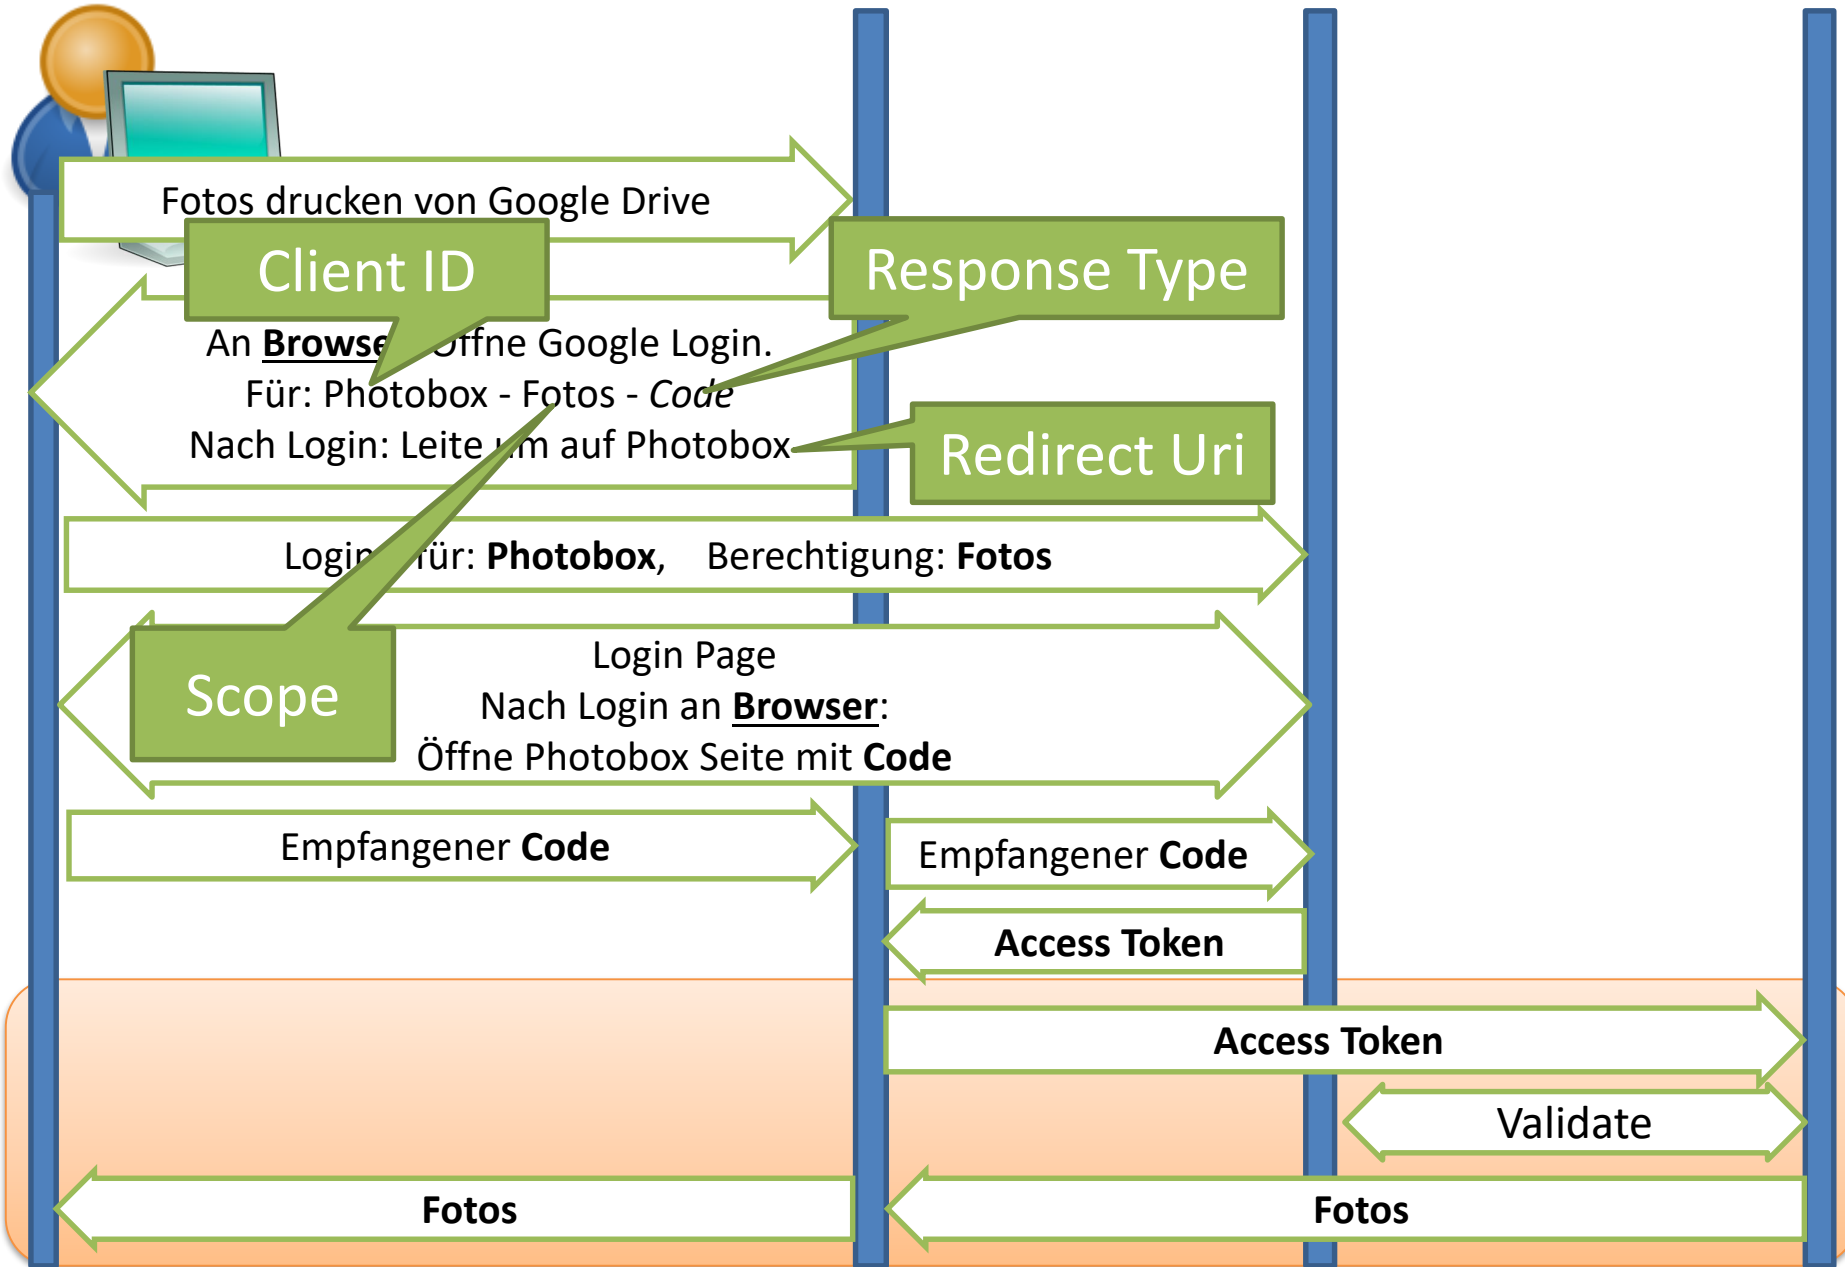 Fotos drucken von Google Drive
Client ID
Response Type
An Browse Öffne Google Login.
Für: Photobox - Fotos - Code
Nach Login: Leite um auf Photobox
Redirect Uri
Login für: Photobox, Berechtigung: Fotos
Scope
Login Page
Nach Login an Browser:
Öffne Photobox Seite mit Code
Empfangener Code
Empfangener Code
Access Token
Access Token
Validate
Fotos
Fotos